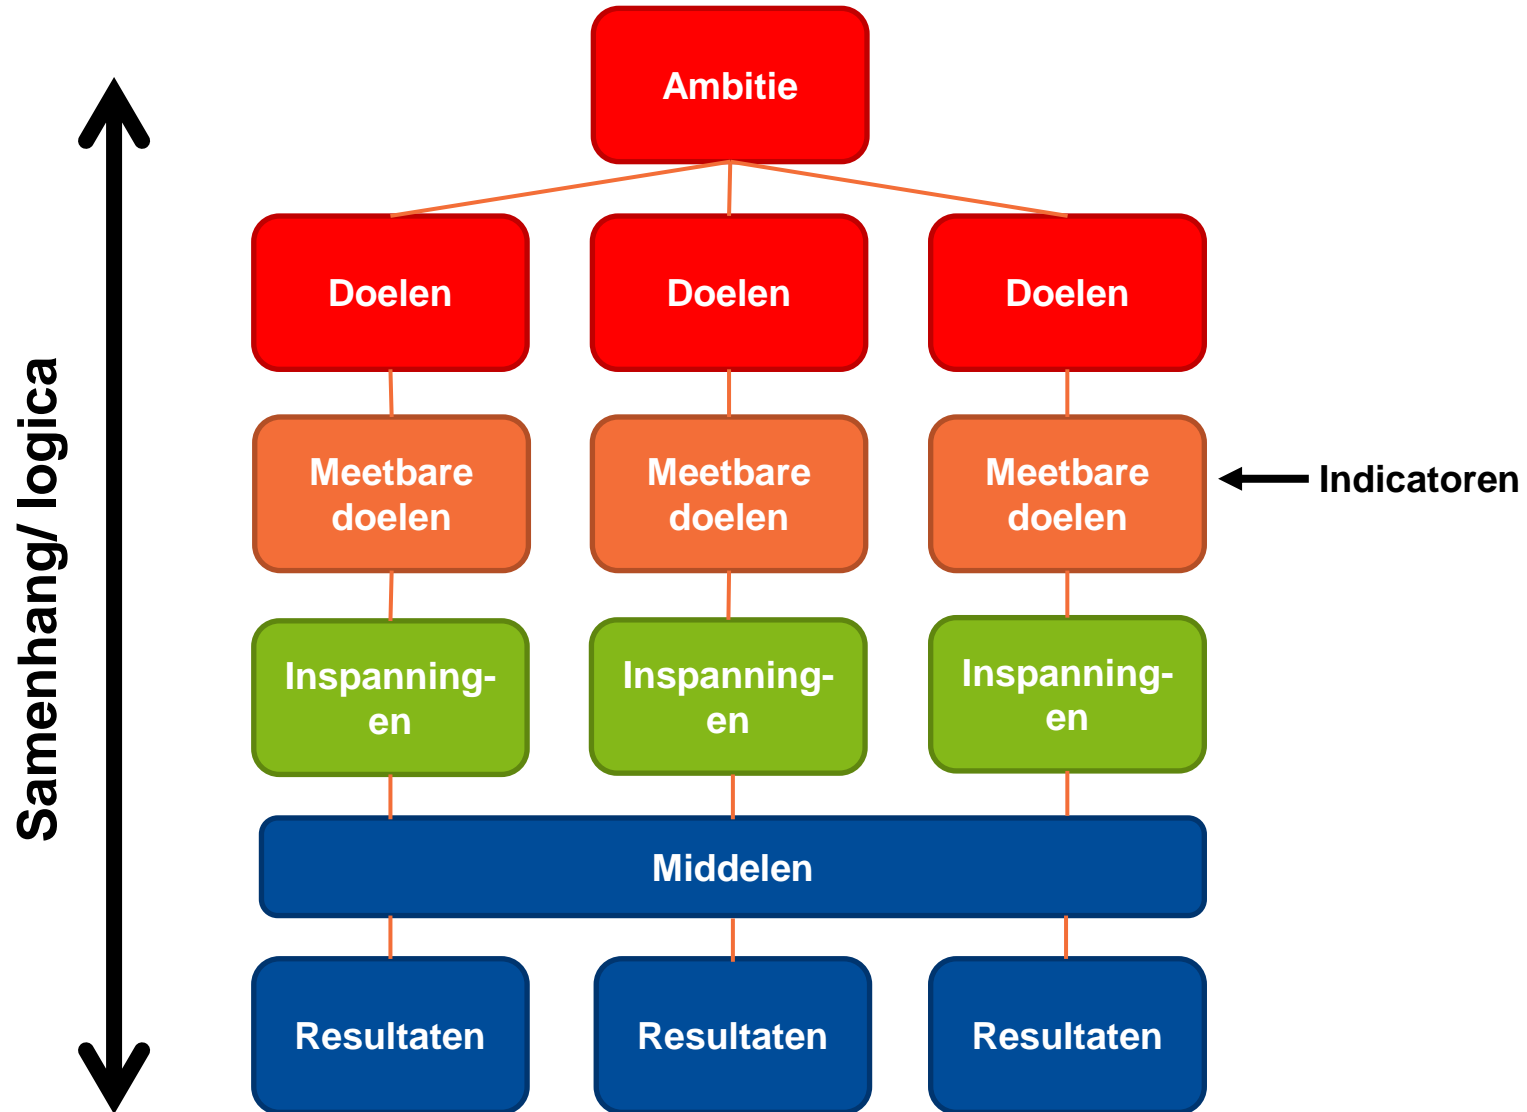 Ambitie
Doelen
Doelen
Doelen
Samenhang/ logica
Meetbare
doelen
Meetbare
doelen
Meetbare
doelen
Indicatoren
Inspanning-
en
Inspanning-
en
Inspanning-
en
Middelen
Resultaten
Resultaten
Resultaten